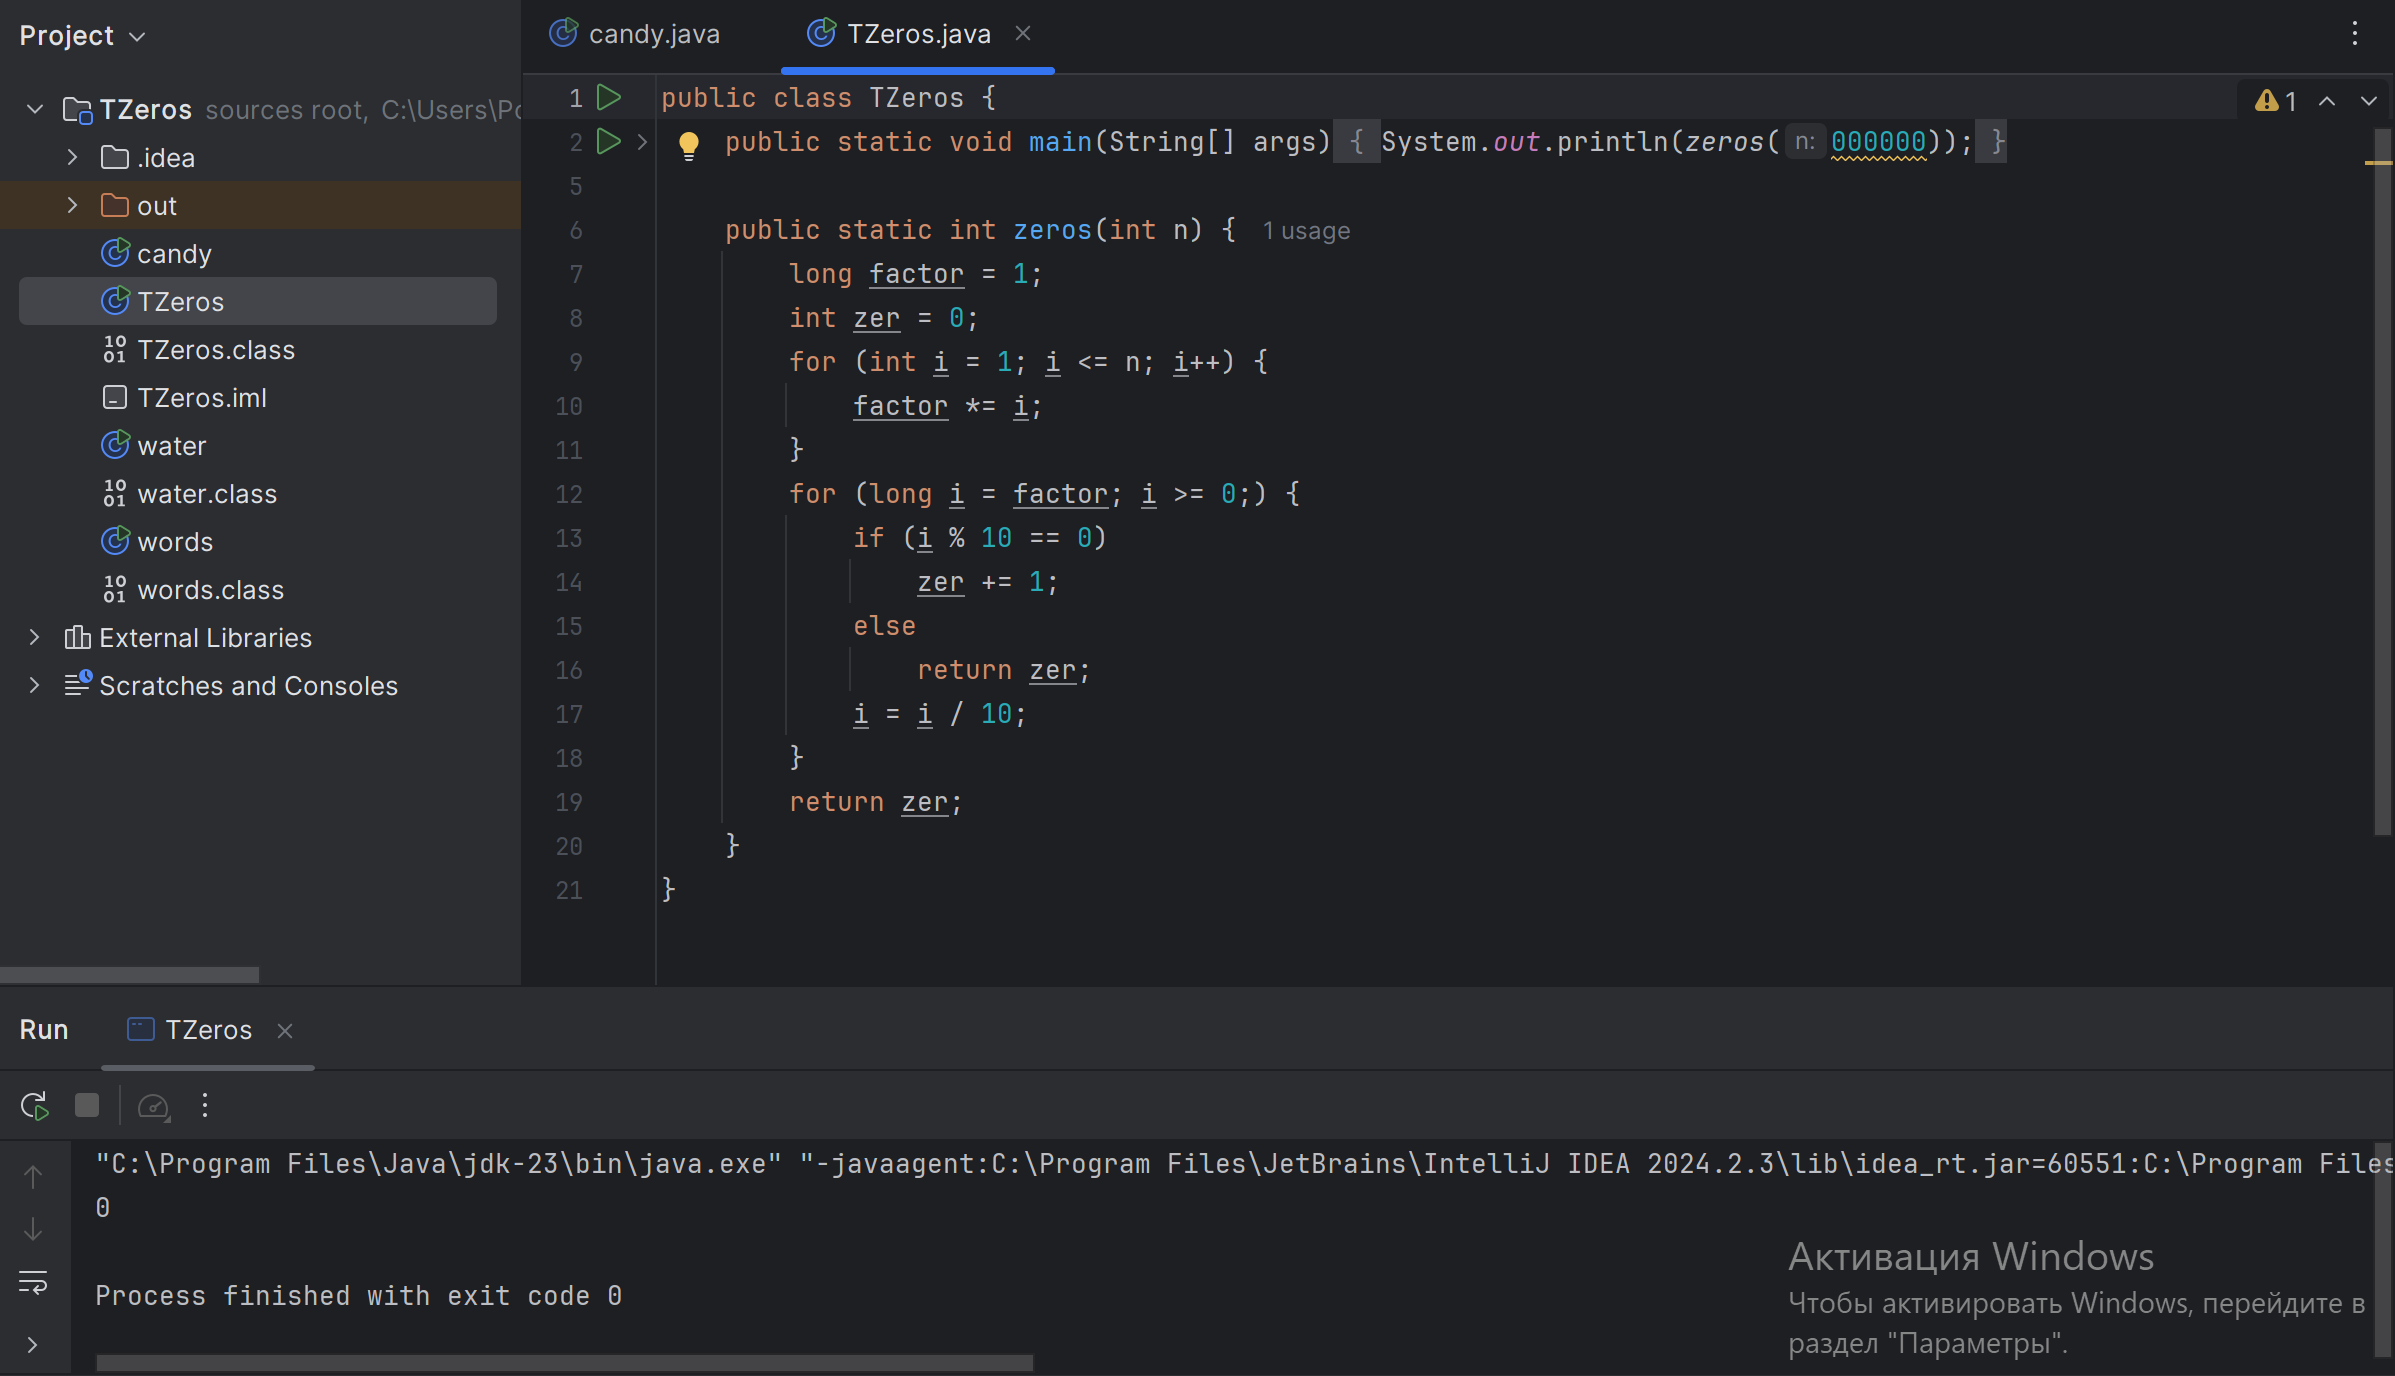 Project
TZeros sources root, C:\Users\Po
.idea
out
candy
TZeros
TZeros.class
TZeros.iml
water
water.class
words
words.class
External Libraries
Scratches and Consoles
candy.java TZeros.java
1 public class TZeros { 1
2 public static void main(String[] args) { System.out.println(zeros( n: 000000)); }
5
6 public static int zeros(int n) { 1 usage
7 long factor = 1;
8 int zer = 0;
9 for (int i = 1; i <= n; i++) {
10 factor *= i;
11 }
12 for (long i = factor; i >= 0;) {
13 if (i % 10 == 0)
14 zer += 1;
15 else
16 return zer;
17 i = i / 10;
18 }
19 return zer;
20 }
21 }
Run TZeros
"C:\Program Files\Java\jdk-23\bin\java.exe" "-javaagent:C:\Program Files\JetBrains\IntelliJ IDEA 2024.2.3\lib\idea_rt.jar=60551:C:\Program Files
0
Process finished with exit code 0
Активация Windows
Чтобы активировать Windows, перейдите в
раздел "Параметры".